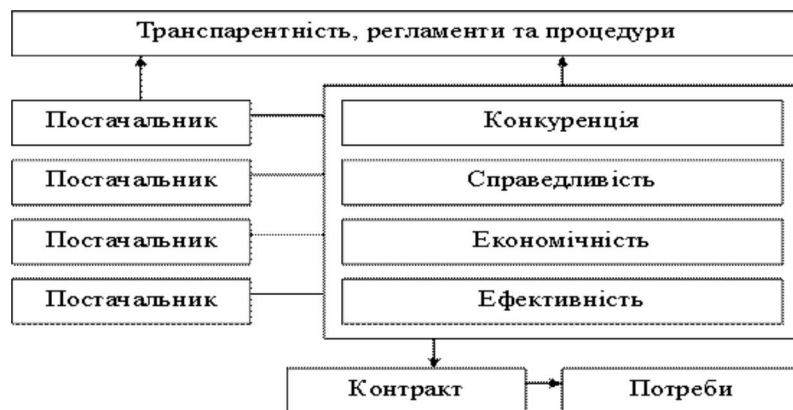 Транспарентність, регламенти та процедури
Постачальник
Конкуренція
Постачальник
Справедливість
Постачальник
Економічність
Постачальник
Ефективність
Контракт
Потреби